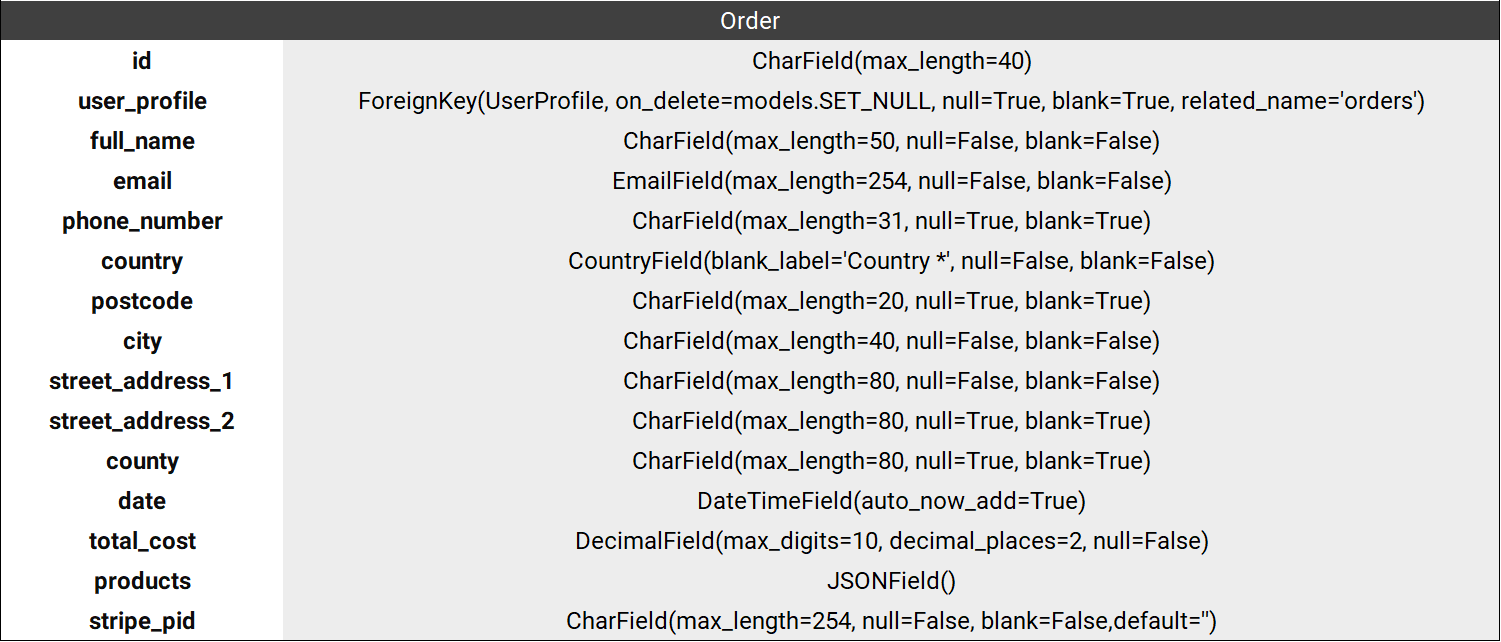 Order
id CharField(max_length=40)
user_profile ForeignKey(UserProfile, on_delete=models.SET_NULL, null=True, blank=True, related_name='orders')
full_name CharField(max_length=50, null=False, blank=False)
email EmailField(max_length=254, null=False, blank=False)
phone_number CharField(max_length=31, null=True, blank=True)
country CountryField(blank_label='Country *', null=False, blank=False)
postcode CharField(max_length=20, null=True, blank=True)
city CharField(max_length=40, null=False, blank=False)
street_address_1 CharField(max_length=80, null=False, blank=False)
street_address_2 CharField(max_length=80, null=True, blank=True)
county CharField(max_length=80, null=True, blank=True)
date DateTimeField(auto_now_add=True)
total_cost DecimalField(max_digits=10, decimal_places=2, null=False)
products JSONField()
stripe_pid CharField(max_length=254, null=False, blank=False,default='')